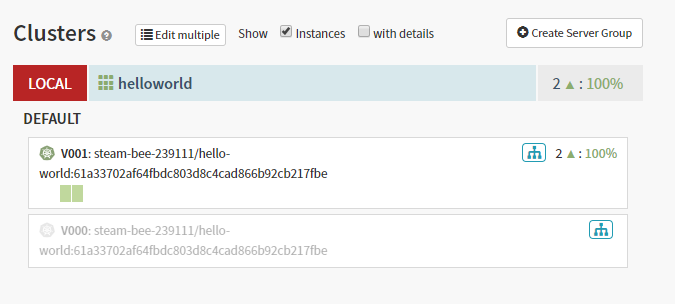 Clusters ? Edit multiple Show Instances with details Create Server Group
LOCAL helloworld 2 ▲ : 100%
DEFAULT
V001: steam-bee-239111/hello- 2 ▲ : 100%
world:61a33702af64fbdc803d8c4cad866b92cb217fbe
V000: steam-bee-239111/hello-
world:61a33702af64fbdc803d8c4cad866b92cb217fbe